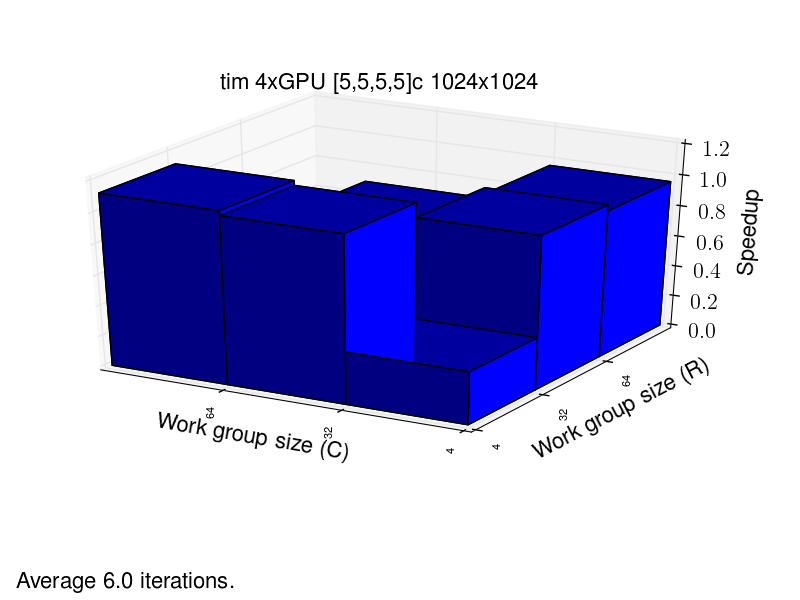 tim 4xGPU [5,5,5,5]c 1024x1024
1.2
1.0
0.8
0.6
0.4
0.2
0.0
Speedup
64
32
4
Work group size (C)
4
32
64
Work group size (R)
Average 6.0 iterations.